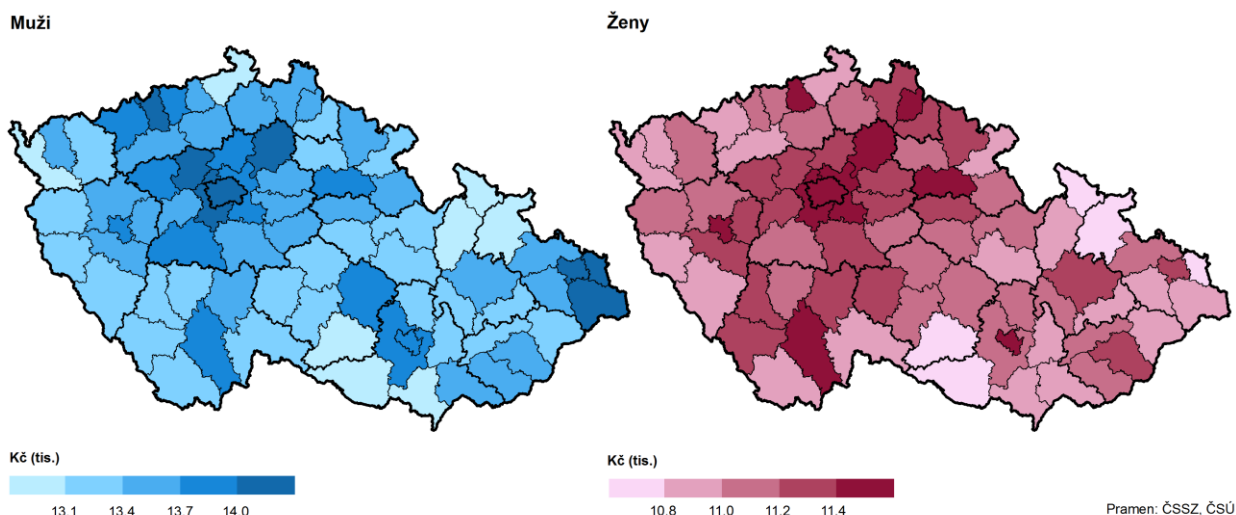 Muži
Ženy
Kč (tis.)
13.1 13.4 13.7 14.0
Kč (tis.)
10.8 11.0 11.2 11.4
Pramen: ČSSZ, ČSÚ